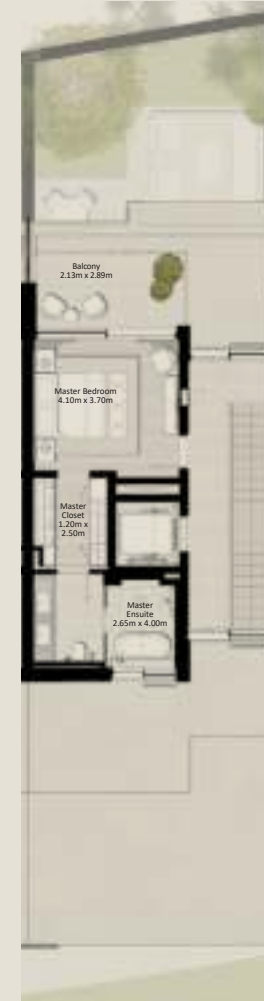 Balcony
2.13m x 2.89m
Master Bedroom
4.10m x 3.70m
Master
Closet
1.20m x
2.50m
Master
Ensuite
2.65m x 4.00m